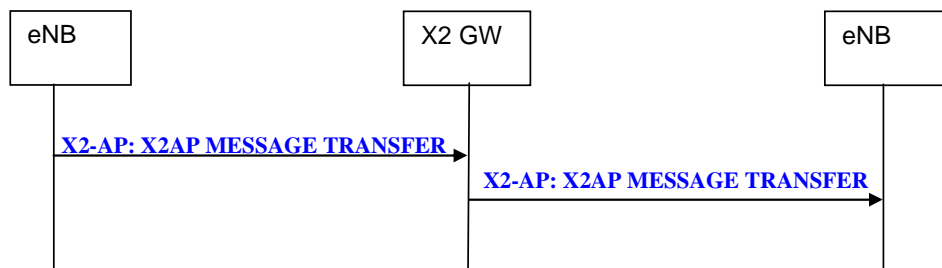 eNB
X2 GW
eNB
X2-AP: X2AP MESSAGE TRANSFER
X2-AP: X2AP MESSAGE TRANSFER